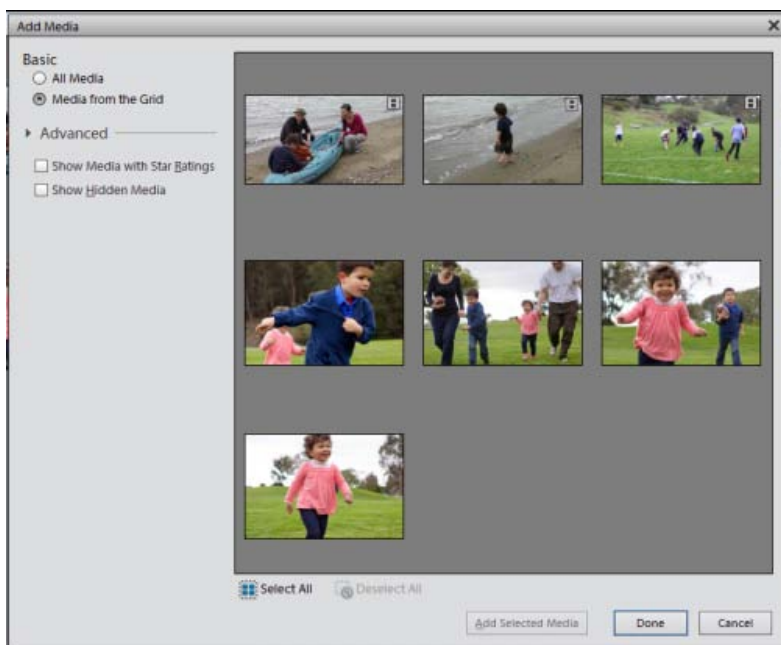 Add Media
Basic
All Media
Media from the Grid
Advanced
Show Media with Star Ratings
Show Hidden Media
Select All
Deselect All
Add Selected Media
Done
Cancel